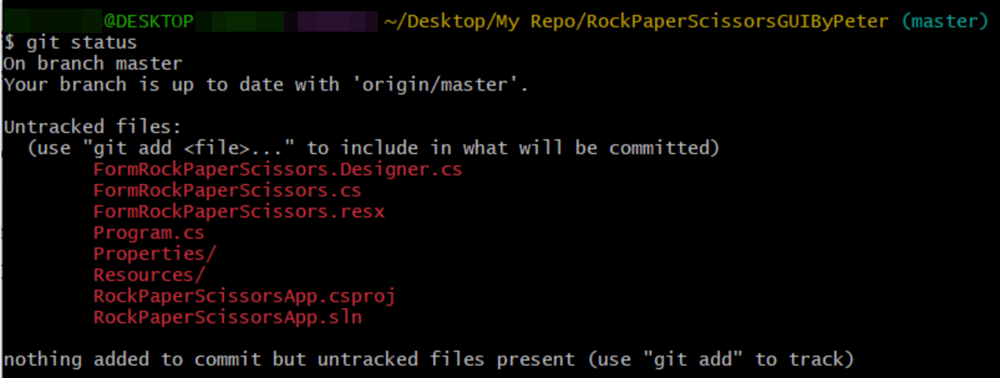 @DESKTOP ~/Desktop/My Repo/RockPaperScissorsGUIByPeter (master)
$ git status
On branch master
Your branch is up to date with 'origin/master'.
Untracked files:
(use "git add <file>..." to include in what will be committed)
FormRockPaperScissors.Designer.cs
FormRockPaperScissors.cs
FormRockPaperScissors.resx
Program.cs
Properties/
Resources/
RockPaperScissorsApp.csproj
RockPaperScissorsApp.sln
nothing added to commit but untracked files present (use "git add" to track)